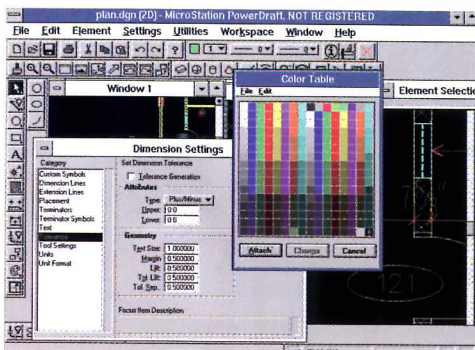 plan.dgn (2D) - MicroStation PowerDraft NOT REGISTERED
File Edit Element Settings Utilities Workspace Window Help
Window 1
Color Table
File Edit
Element Selection
Dimension Settings
Category
Custom Symbols
Dimension Lines
Extension Lines
Placement
Terminators
Terminator Symbols
Text
Tolerance
Tool Settings
Units
Unit Format
Set Dimension Tolerance
Tolerance Generation
Attributes
Type: Plus/Minus
Upper: 0:0
Lower: 0:0
Geometry
Text Size: 1.000000
Margin: 0.500000
Lift: 0.500000
Tol. Lift: 0.500000
Tol. Sep.: 0.500000
Focus Item Description
Attach Change Cancel
121